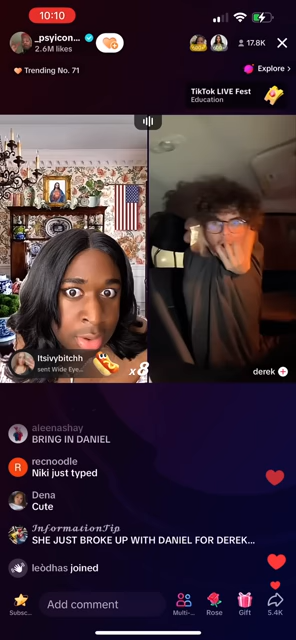 10:10
_psyicon...
2.6M likes
17.8K
Trending No. 71
Explore >
TikTok LIVE Fest
Education
Itsivybitchh
sent Wide Eye...
x8
derek
aleenashay
BRING IN DANIEL
R
recnoodle
Niki just typed
Dena
Cute
InformationTip
SHE JUST BROKE UP WITH DANIEL FOR DEREK...
leòdhas joined
Subsc...
Add comment
Multi-...
Rose
Gift
5.4K